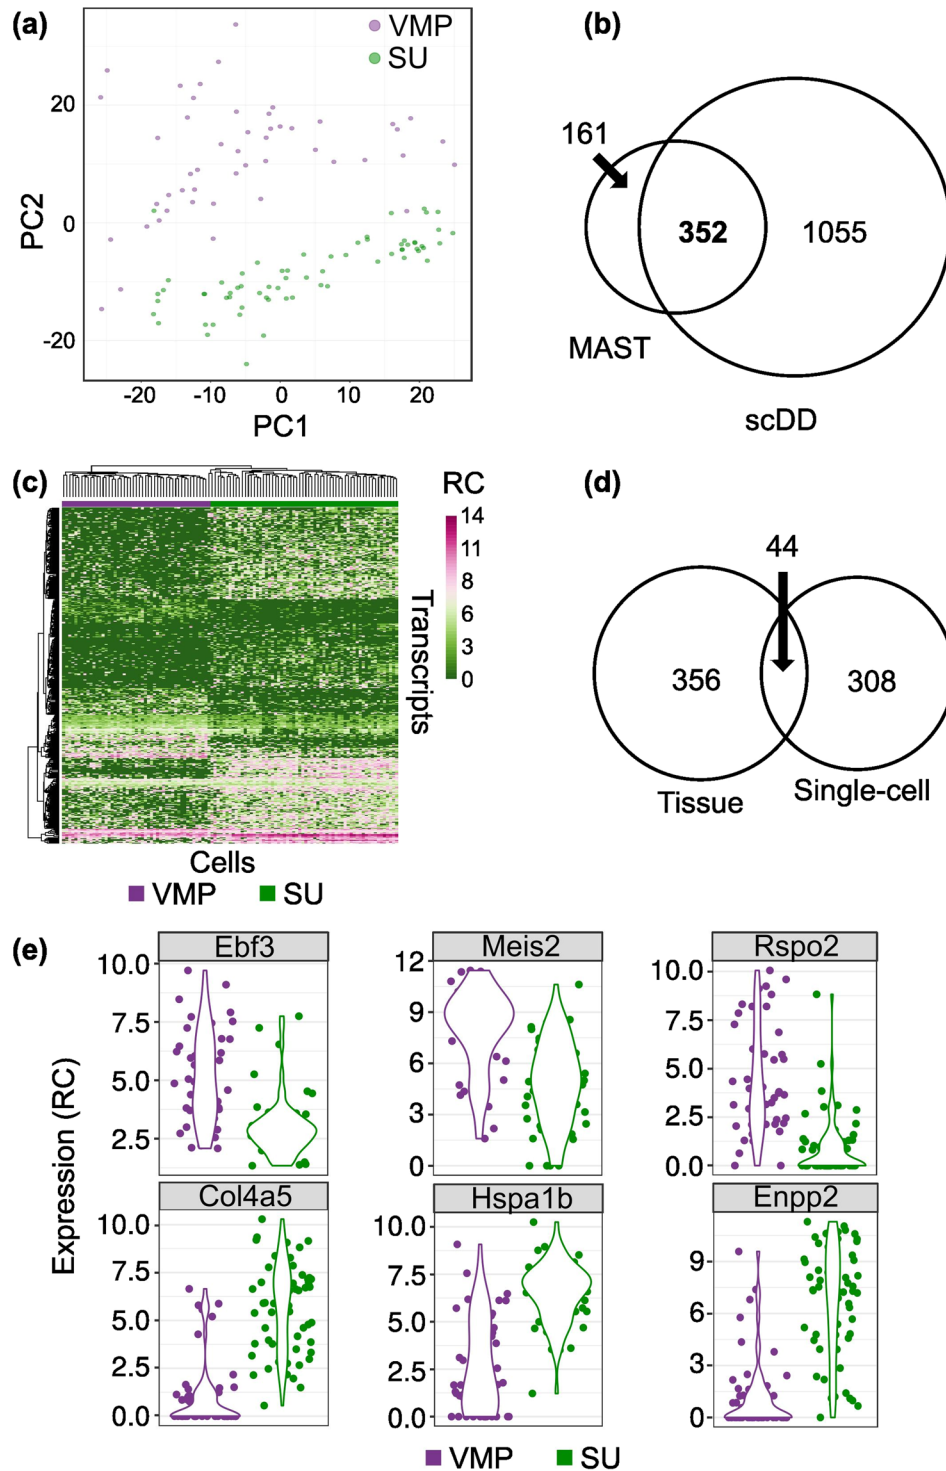 (a)
VMP
SU
20
0
-20
PC2
-20 -10 0 10 20
PC1
(b)
161
352
1055
MAST
scDD
(c)
RC
14
11
8
6
3
0
Transcripts
Cells
VMP SU
(d)
44
356
308
Tissue
Single-cell
(e)
Expression (RC)
Ebf3
10.0
7.5
5.0
2.5
Meis2
12
9
6
3
0
Rspo2
10.0
7.5
5.0
2.5
0.0
Col4a5
10.0
7.5
5.0
2.5
0.0
Hspa1b
10.0
7.5
5.0
2.5
0.0
Enpp2
9
6
3
0
VMP SU